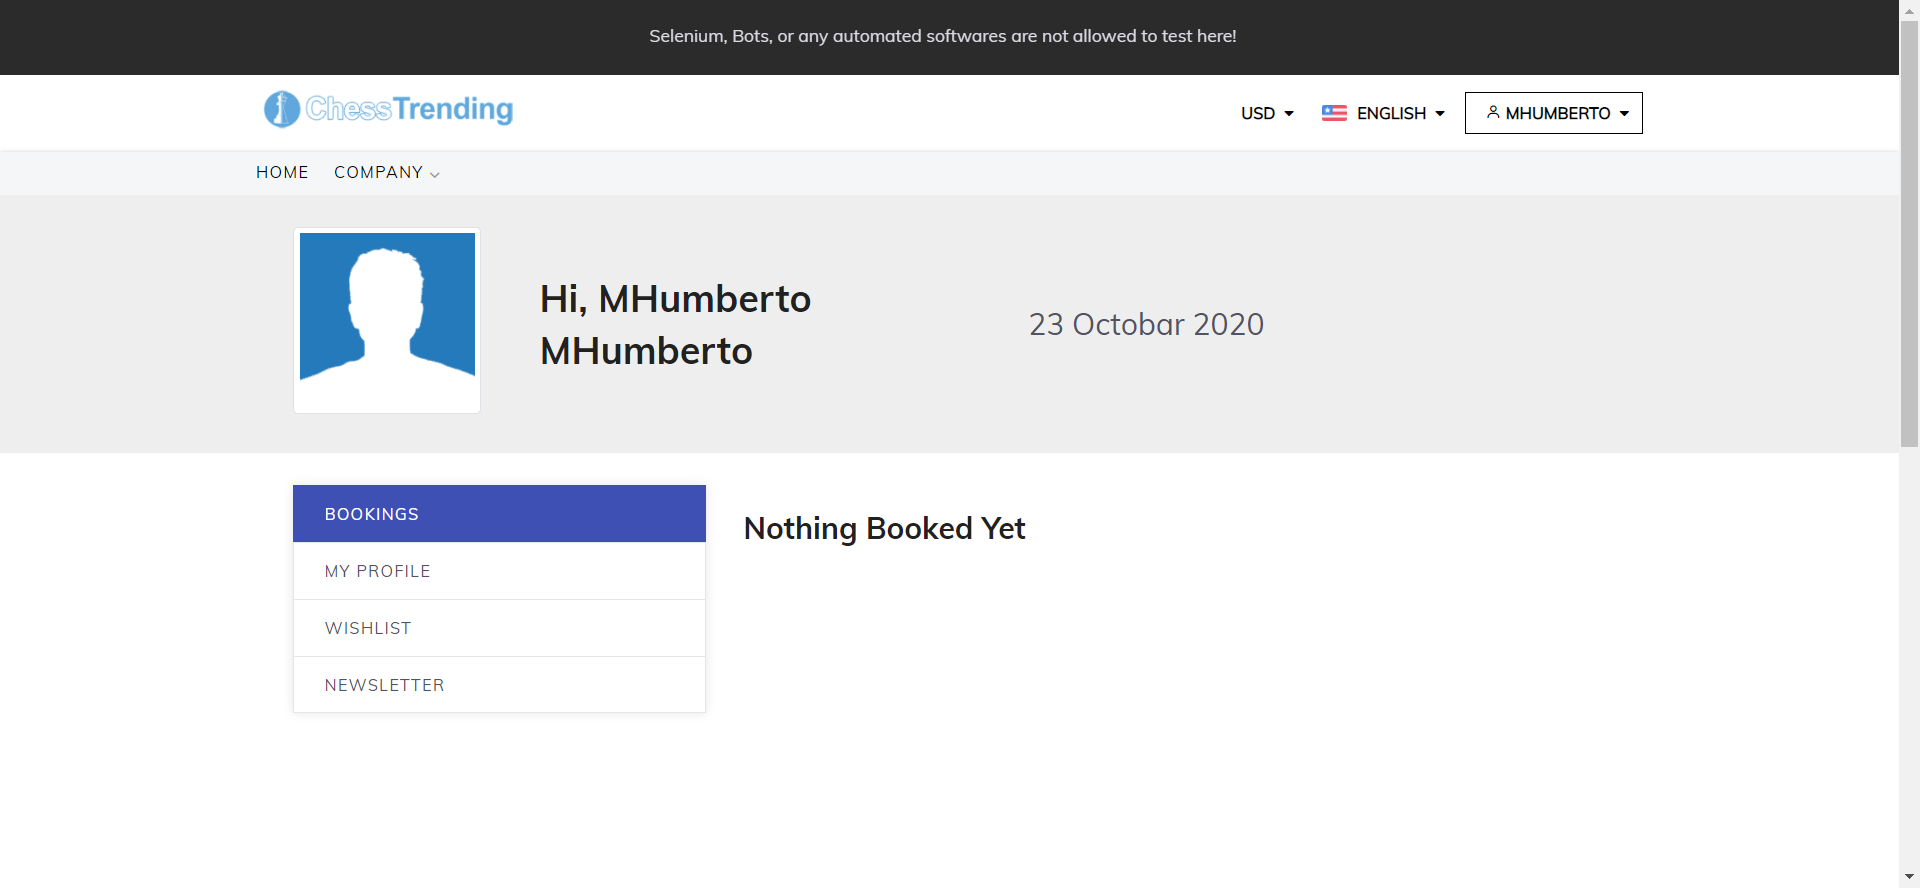 Selenium, Bots, or any automated softwares are not allowed to test here!
ChessTrending
USD
ENGLISH
MHUMBERTO
HOME
COMPANY
Hi, MHumberto
MHumberto
23 Octobar 2020
BOOKINGS
MY PROFILE
WISHLIST
NEWSLETTER
Nothing Booked Yet